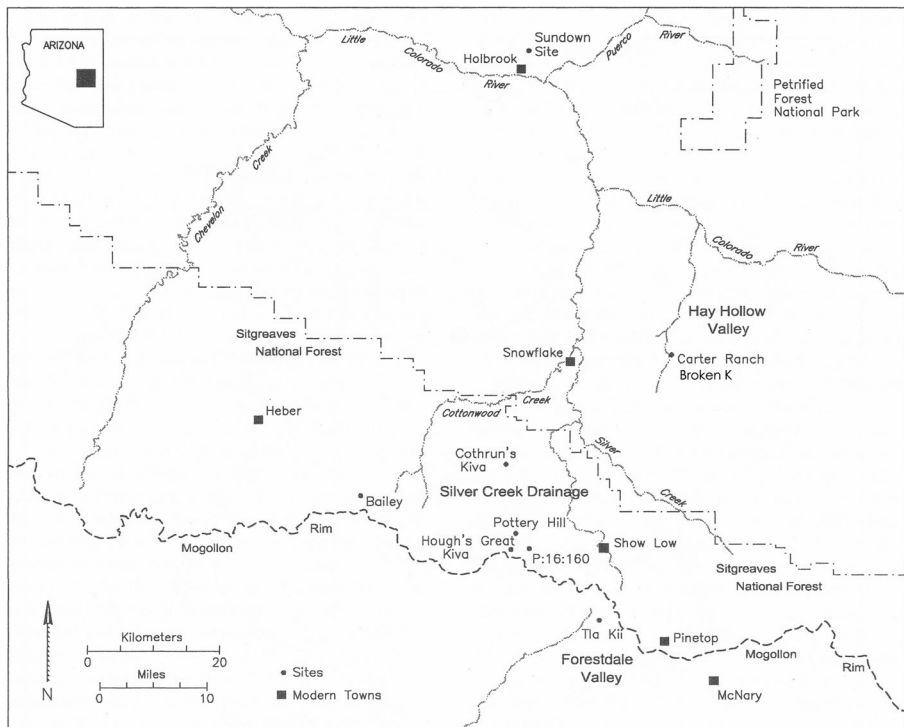 ARIZONA
Little
Colorado
River
Sundown
Site
Holbrook
Puerco
River
Petrified
Forest
National Park
Chevelon
Creek
Little
Colorado
River
Hay Hollow
Valley
Sitgreaves
National Forest
Snowflake
Carter Ranch
Broken K
Heber
Cottonwood
Creek
Cothrun's
Kiva
Silver
Creek
Silver Creek Drainage
Bailey
Mogollon
Rim
Pottery Hill
Hough's Great
Kiva
P:16:160
Show Low
Sitgreaves
National Forest
Tla Kii
Forestdale
Valley
Pinetop
Mogollon
Rim
McNary
N
Kilometers
0 20
Miles
0 10
Sites
Modern Towns